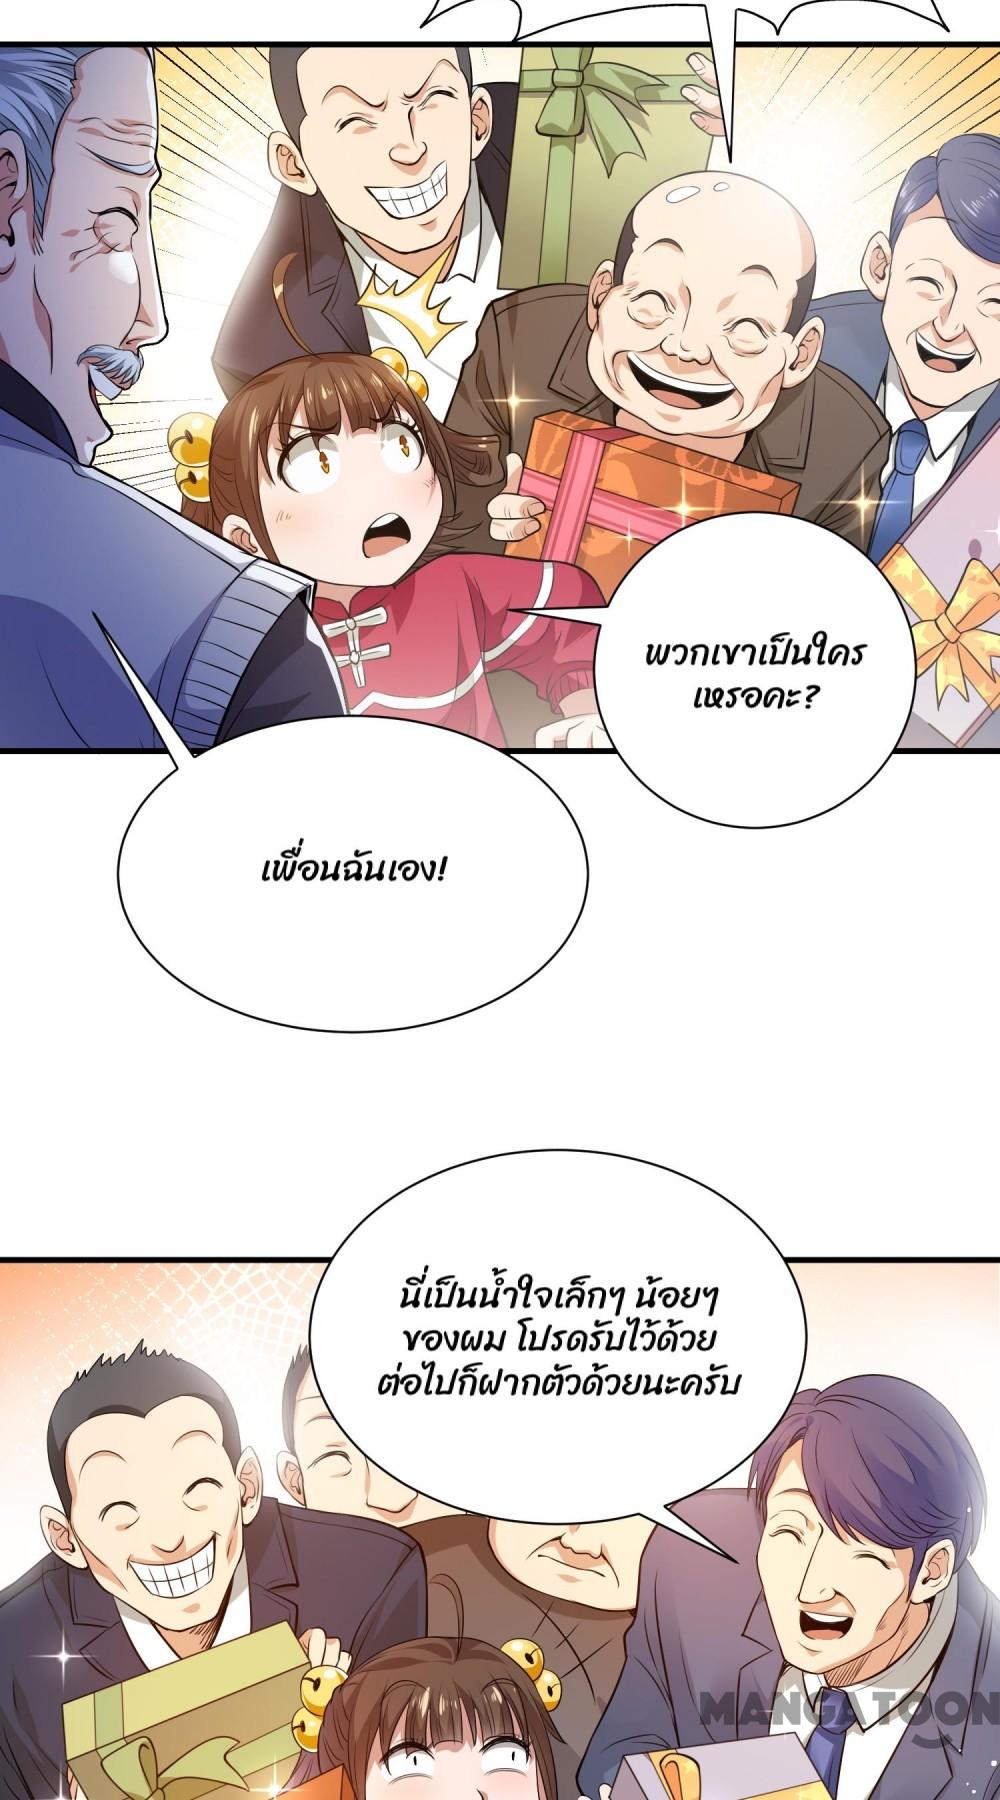 พวกเขาเป็นใคร
เหรอคะ?
เพื่อนฉันเอง!
นี่เป็นน้ำใจเล็กๆ น้อยๆ
ของผม โปรดรับไว้ด้วย
ต่อไปก็ฝากตัวด้วยนะครับ
MANGATOON